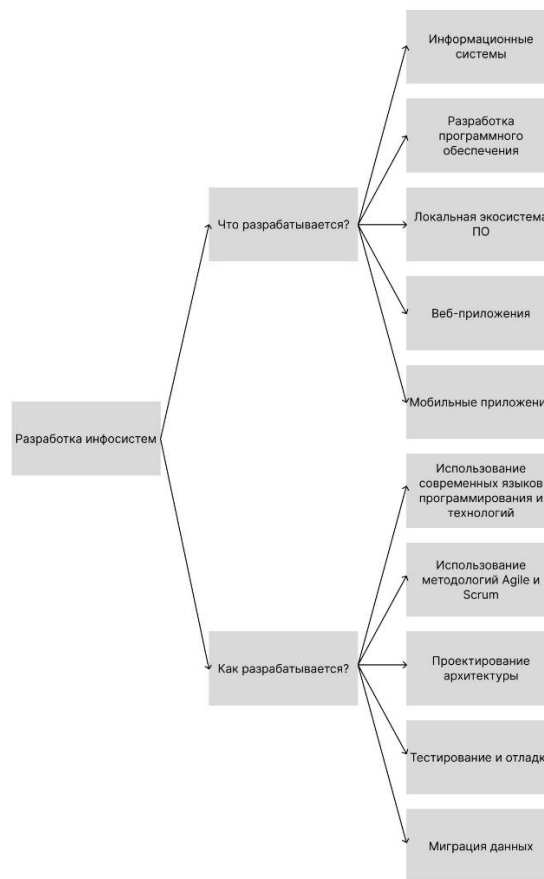 Информационные
системы
Разработка
программного
обеспечения
Что разрабатывается?
Локальная экосистема
ПО
Веб-приложения
Мобильные приложени
Разработка инфосистем
Использование
современных языков
программирования и
технологий
Использование
методологий Agile и
Scrum
Как разрабатывается?
Проектирование
архитектуры
Тестирование и отладк
Миграция данных